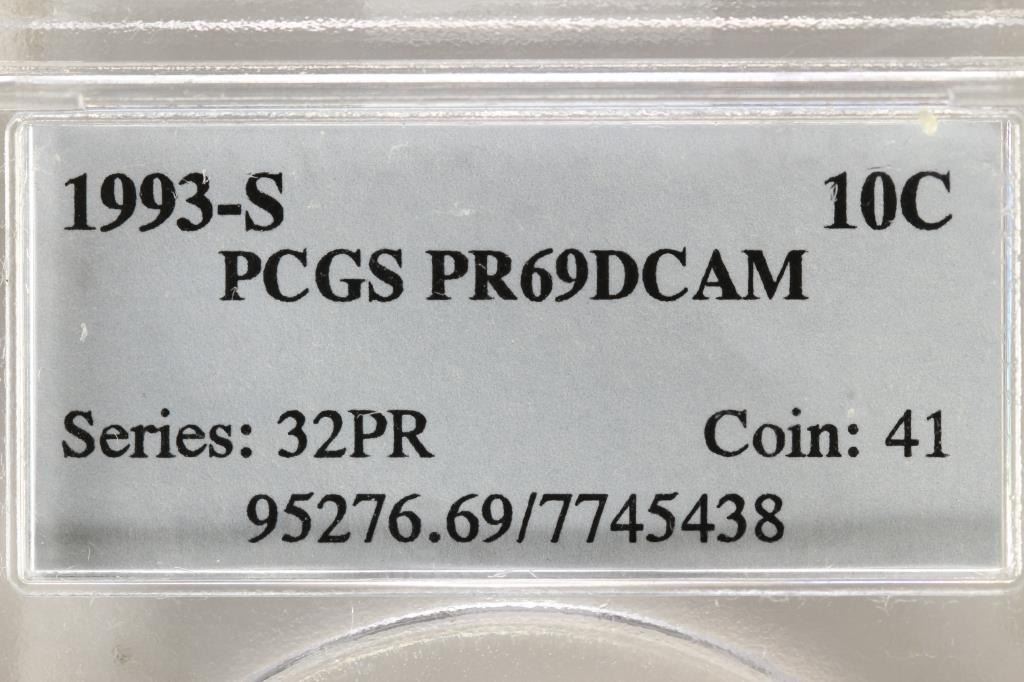 1993-S 10C
PCGS PR69DCAM
Series: 32PR Coin: 41
95276.69/7745438